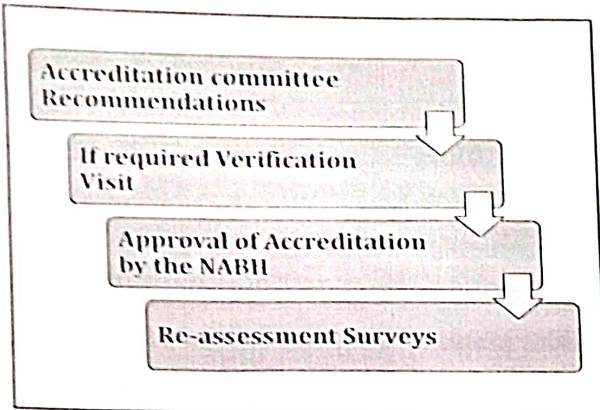 Accreditation committee
Recommendations
If required Verification
Visit
Approval of Accreditation
by the NABH
Re-assessment Surveys